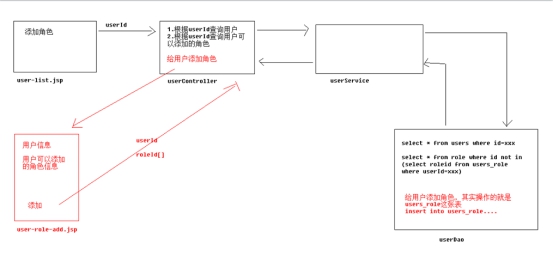 添加角色
user-list.jsp
userId
1.根据userId查询用户
2.根据userId查询用户可
以添加的角色
给用户添加角色
userController
userService
用户信息
用户可以添加
的角色信息
添加
user-role-add.jsp
userId
roleId[]
select * from users where id=xxx
select * from role where id not in
(select roleid from users_role
where userId=xxx)
给用户添加角色，其实操作的就是
users_role这张表
insert into users_role....
userDao